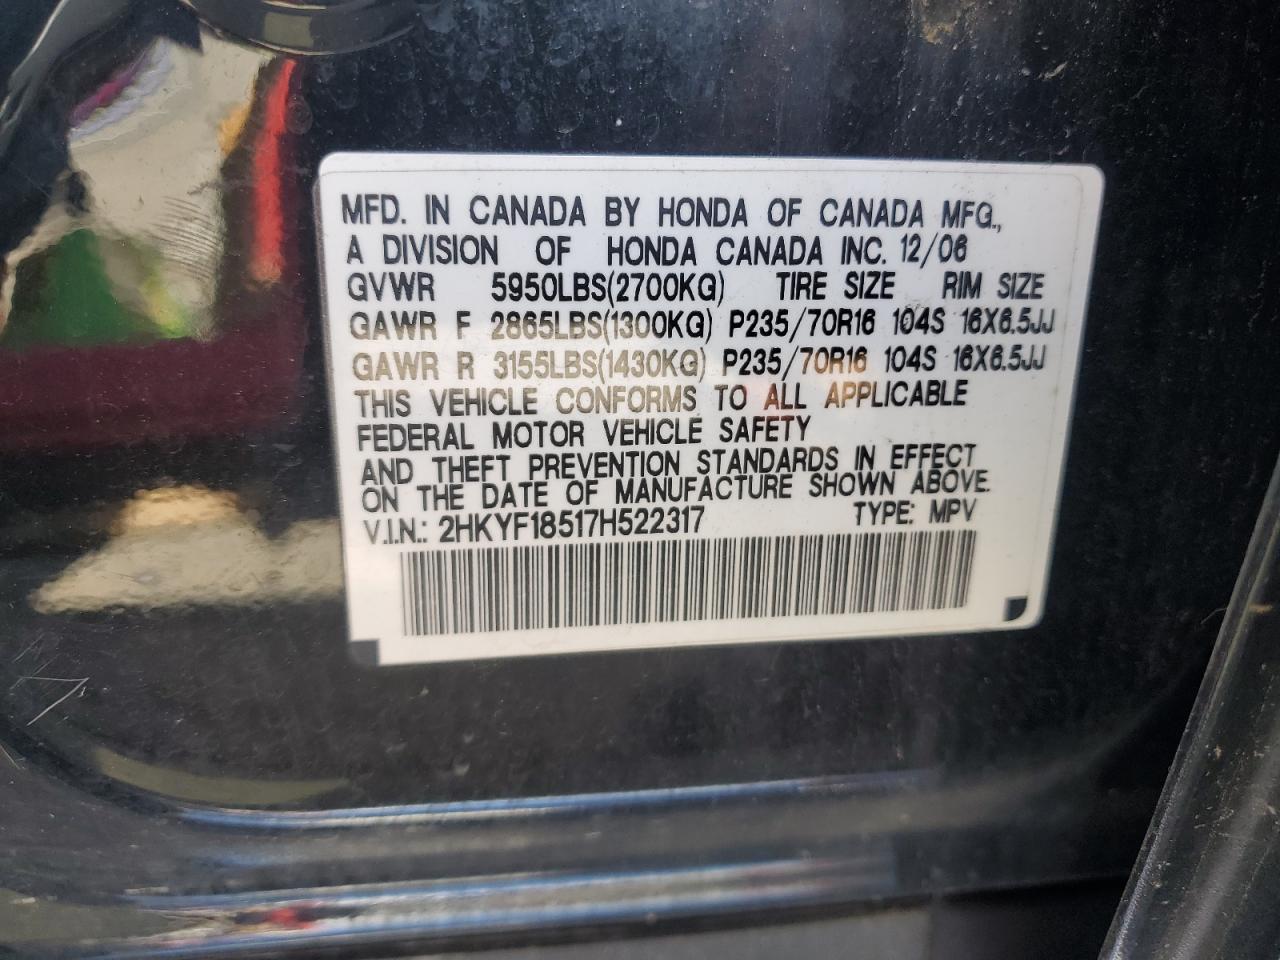 MFD. IN CANADA BY HONDA OF CANADA MFG.,
A DIVISION OF HONDA CANADA INC. 12/06
GVWR 5950LBS(2700KG) TIRE SIZE RIM SIZE
GAWR F 2865LBS(1300KG) P235/70R16 104S 16X6.5JJ
GAWR R 3155LBS(1430KG) P235/70R16 104S 16X6.5JJ
THIS VEHICLE CONFORMS TO ALL APPLICABLE
FEDERAL MOTOR VEHICLE SAFETY
AND THEFT PREVENTION STANDARDS IN EFFECT
ON THE DATE OF MANUFACTURE SHOWN ABOVE.
V.I.N.: 2HKYF18517H522317 TYPE: MPV